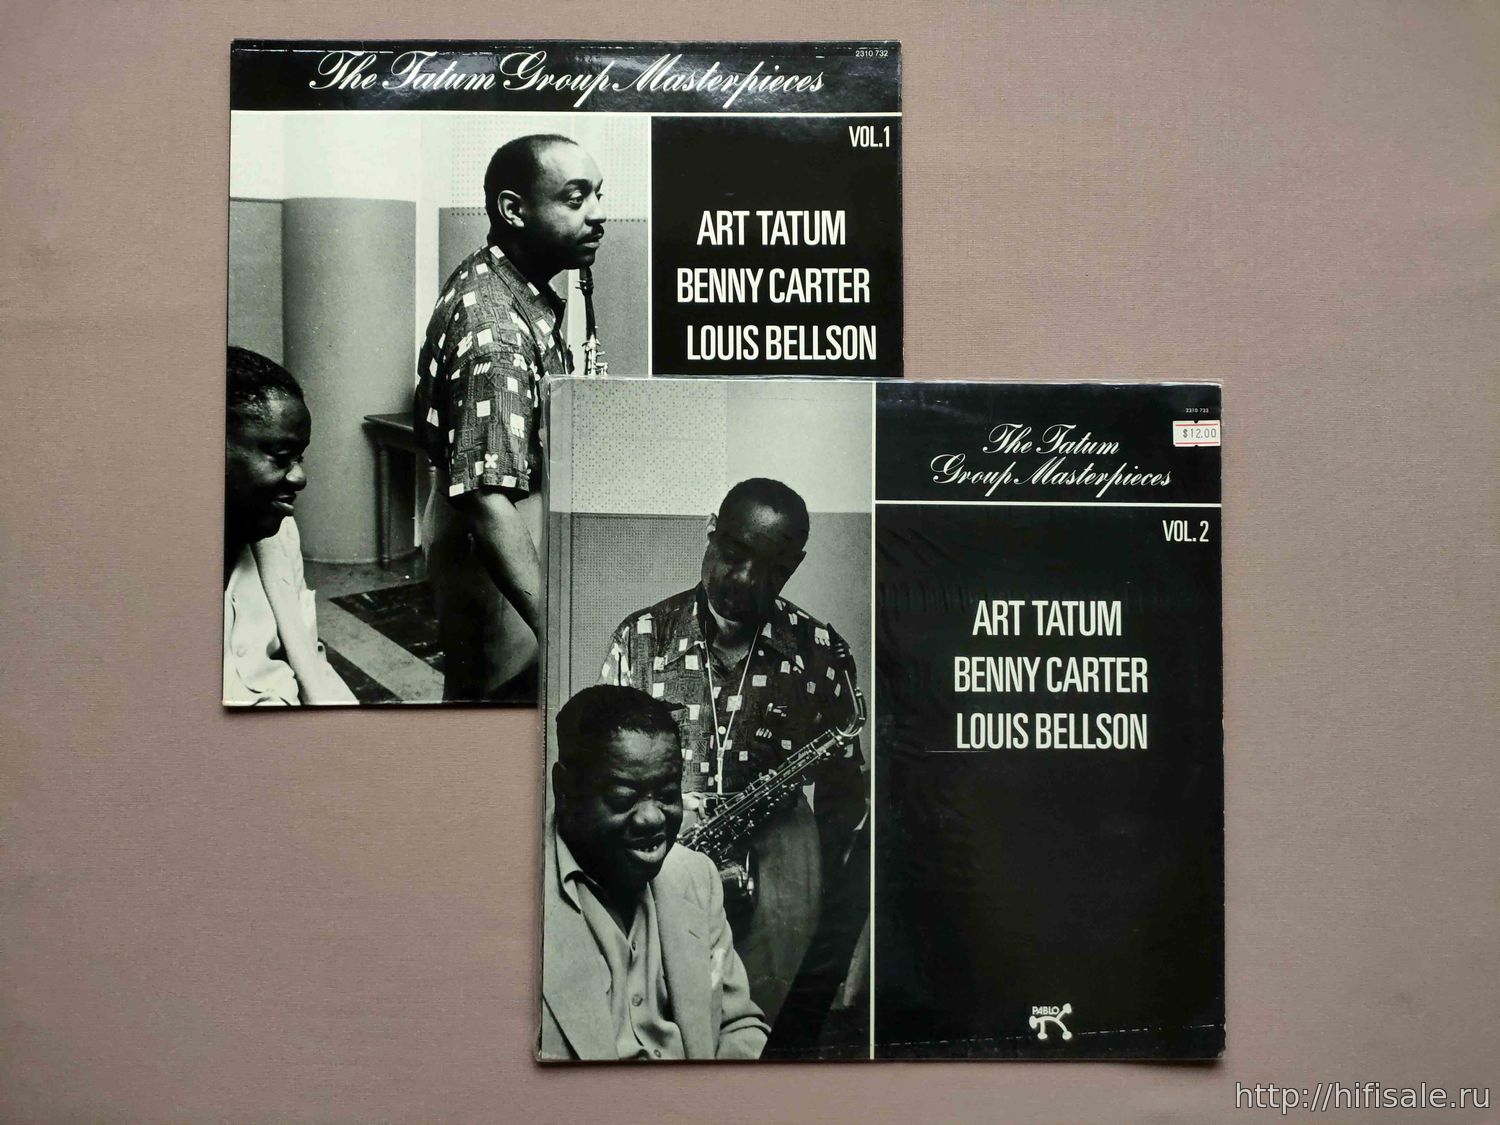 2310 732
The Tatum Group Masterpieces
VOL.1
ART TATUM
BENNY CARTER
LOUIS BELLSON
2310 733
$12.00
The Tatum
Group Masterpieces
VOL.2
ART TATUM
BENNY CARTER
LOUIS BELLSON
PABLO
http://hifisale.ru